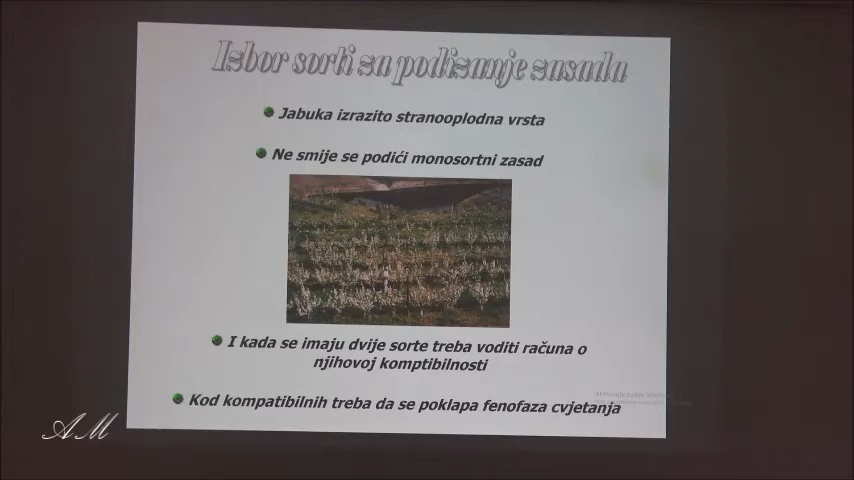 Izbor sorti za podizanje zasada
Jabuka izrazito stranooplodna vrsta
Ne smije se podići monosortni zasad
I kada se imaju dvije sorte treba voditi računa o
njihovoj komptibilnosti
Kod kompatibilnih treba da se poklapa fenofaza cvjetanja
AM